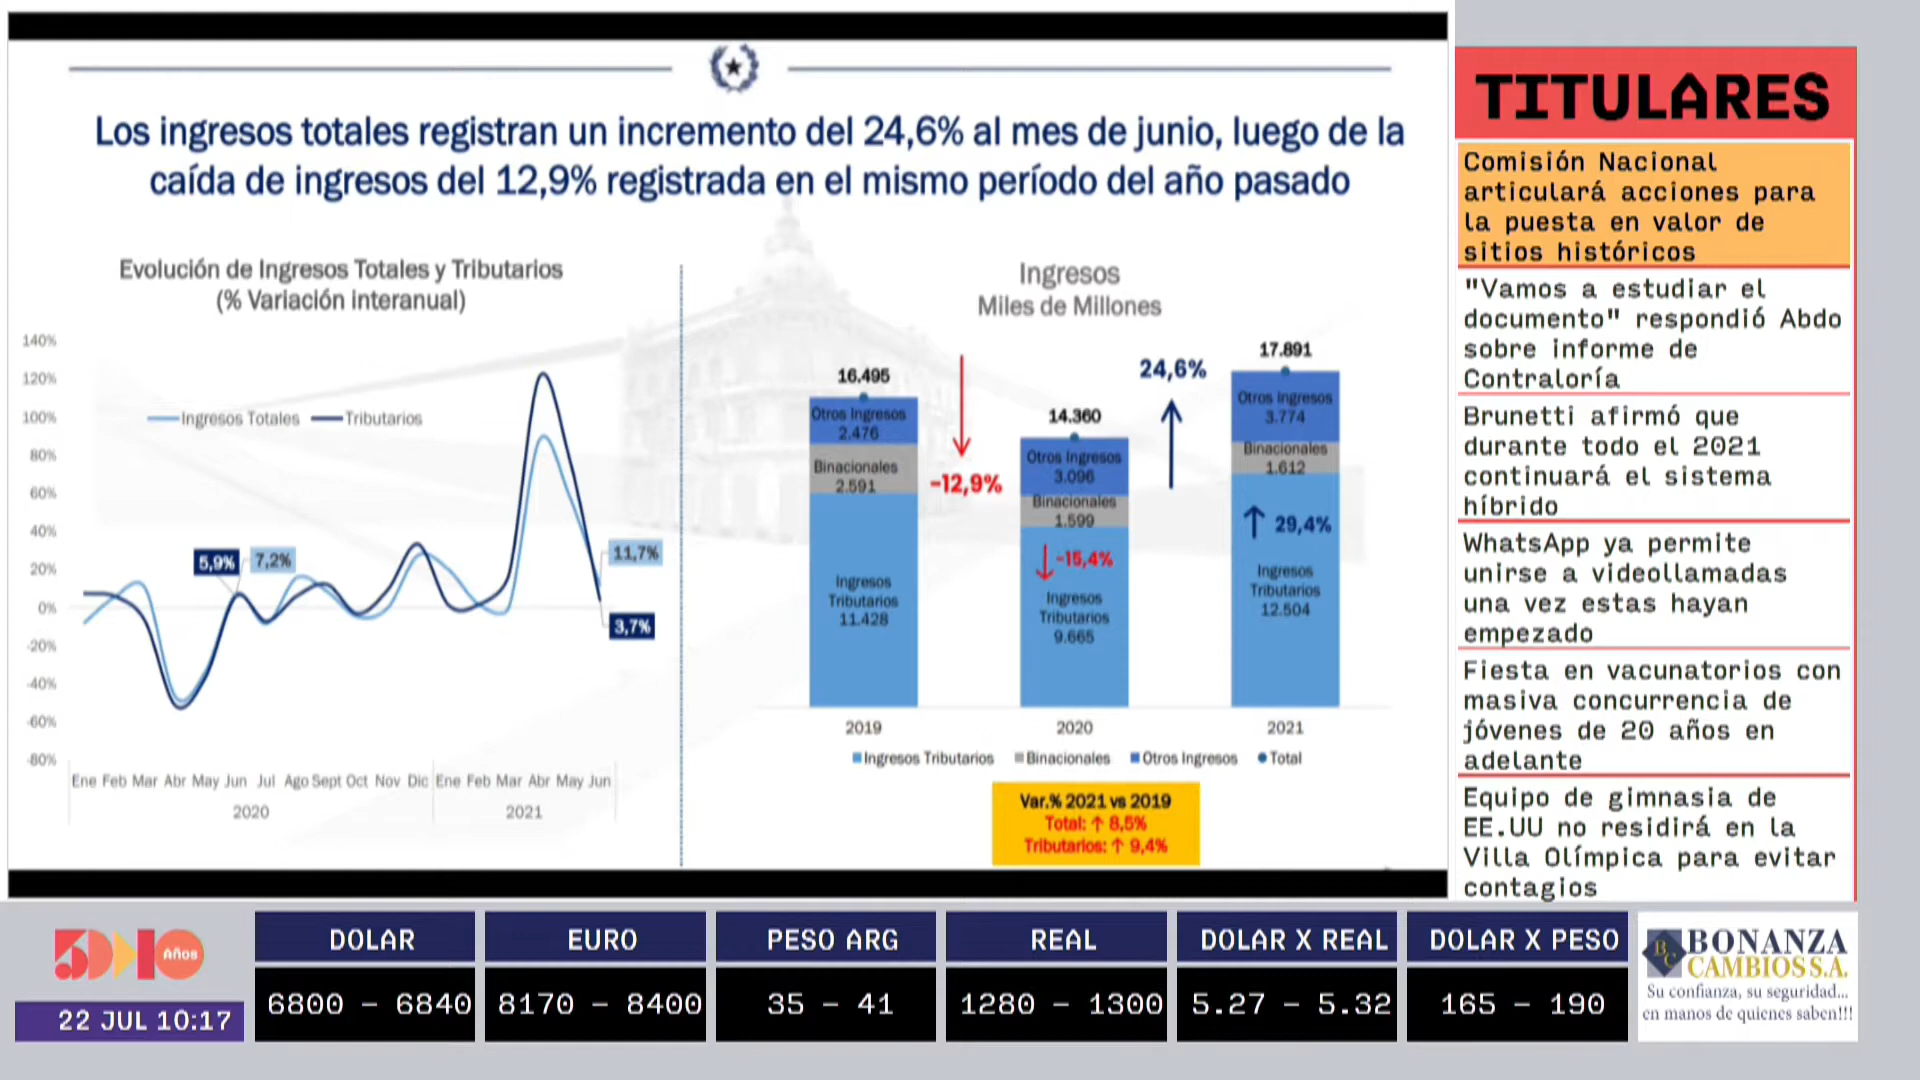 Los ingresos totales registran un incremento del 24,6% al mes de junio, luego de la
caída de ingresos del 12,9% registrada en el mismo período del año pasado
Evolución de Ingresos Totales y Tributarios
(% Variación interanual)
140%
120%
100%
80%
60%
40%
20%
0%
-20%
-40%
-60%
-80%
Ingresos Totales
Tributarios
5,9%
7,2%
11,7%
3,7%
Ene Feb Mar Abr May Jun Jul Ago Sept Oct Nov Dic Ene Feb Mar Abr May Jun
2020
2021
Ingresos
Miles de Millones
16.495
Otros Ingresos
2.476
Binacionales
2.591
Ingresos
Tributarios
11.428
2019
-12,9%
14.360
Otros Ingresos
3.096
Binacionales
1.599
-15,4%
Ingresos
Tributarios
9.665
2020
24,6%
17.891
Otros Ingresos
3.774
Binacionales
1.612
29,4%
Ingresos
Tributarios
12.504
2021
Ingresos Tributarios
Binacionales
Otros Ingresos
Total
Var.% 2021 vs 2019
Total: ↑ 8,5%
Tributarios: ↑ 9,4%
TITULARES
Comisión Nacional
articulará acciones para
la puesta en valor de
sitios históricos
"Vamos a estudiar el
documento" respondió Abdo
sobre informe de
Contraloría
Brunetti afirmó que
durante todo el 2021
continuará el sistema
híbrido
WhatsApp ya permite
unirse a videollamadas
una vez estas hayan
empezado
Fiesta en vacunatorios con
masiva concurrencia de
jóvenes de 20 años en
adelante
Equipo de gimnasia de
EE.UU no residirá en la
Villa Olímpica para evitar
contagios
Años
22 JUL 10:17
DOLAR
6800 - 6840
EURO
8170 - 8400
PESO ARG
35 - 41
REAL
1280 - 1300
DOLAR X REAL
5.27 - 5.32
DOLAR X PESO
165 - 190
BC
BONANZA
CAMBIOS S.A.
Su confianza, su seguridad...
en manos de quienes saben!!!